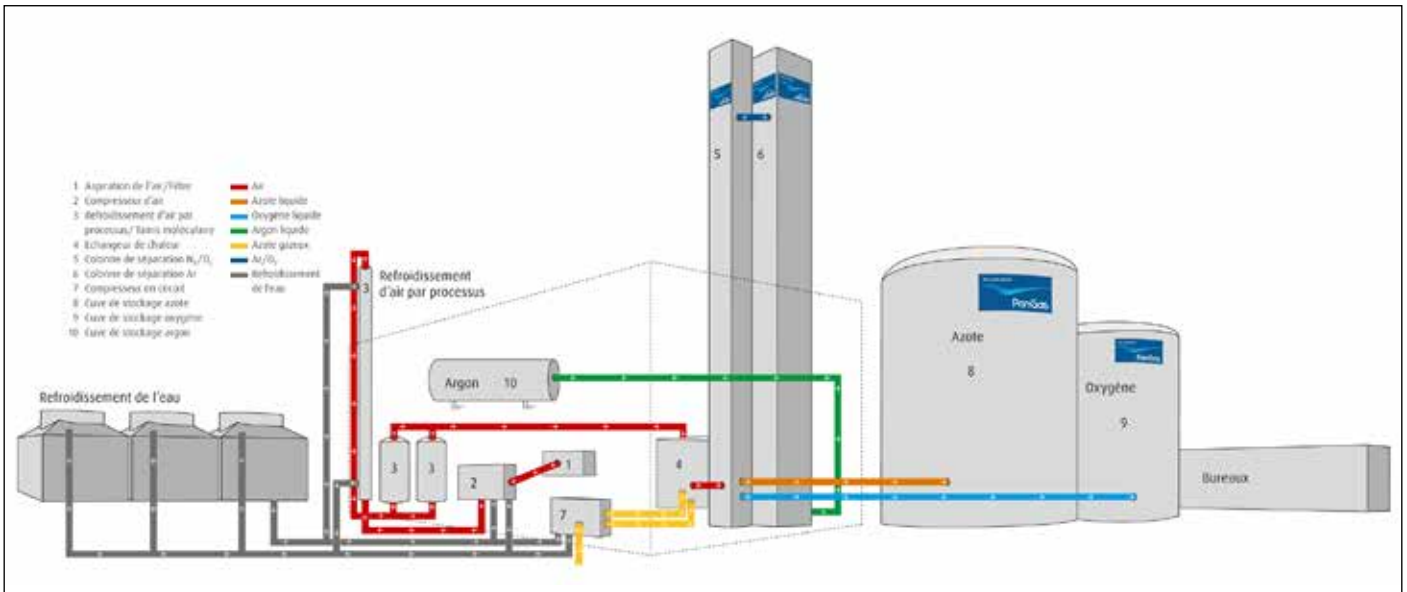 1 Aspiration de l'air/Filtre
2 Compresseur d'air
3 Refroidissement d'air par
processus/ Tamis moléculaire
4 Echangeur de chaleur
5 Colonne de séparation N₂/O₂
6 Colonne de séparation Ar
7 Compresseur en circuit
8 Cuve de stockage azote
9 Cuve de stockage oxygène
10 Cuve de stockage argon
Air
Azote liquide
Oxygène liquide
Argon liquide
Azote gazeux
Ar/O₂
Refroidissement
de l'eau
Refroidissement
d'air par processus
3
5
6
Azote
8
PanGas
Argon 10
Oxygène
9
Refroidissement de l'eau
3
3
2
1
4
7
Bureaux